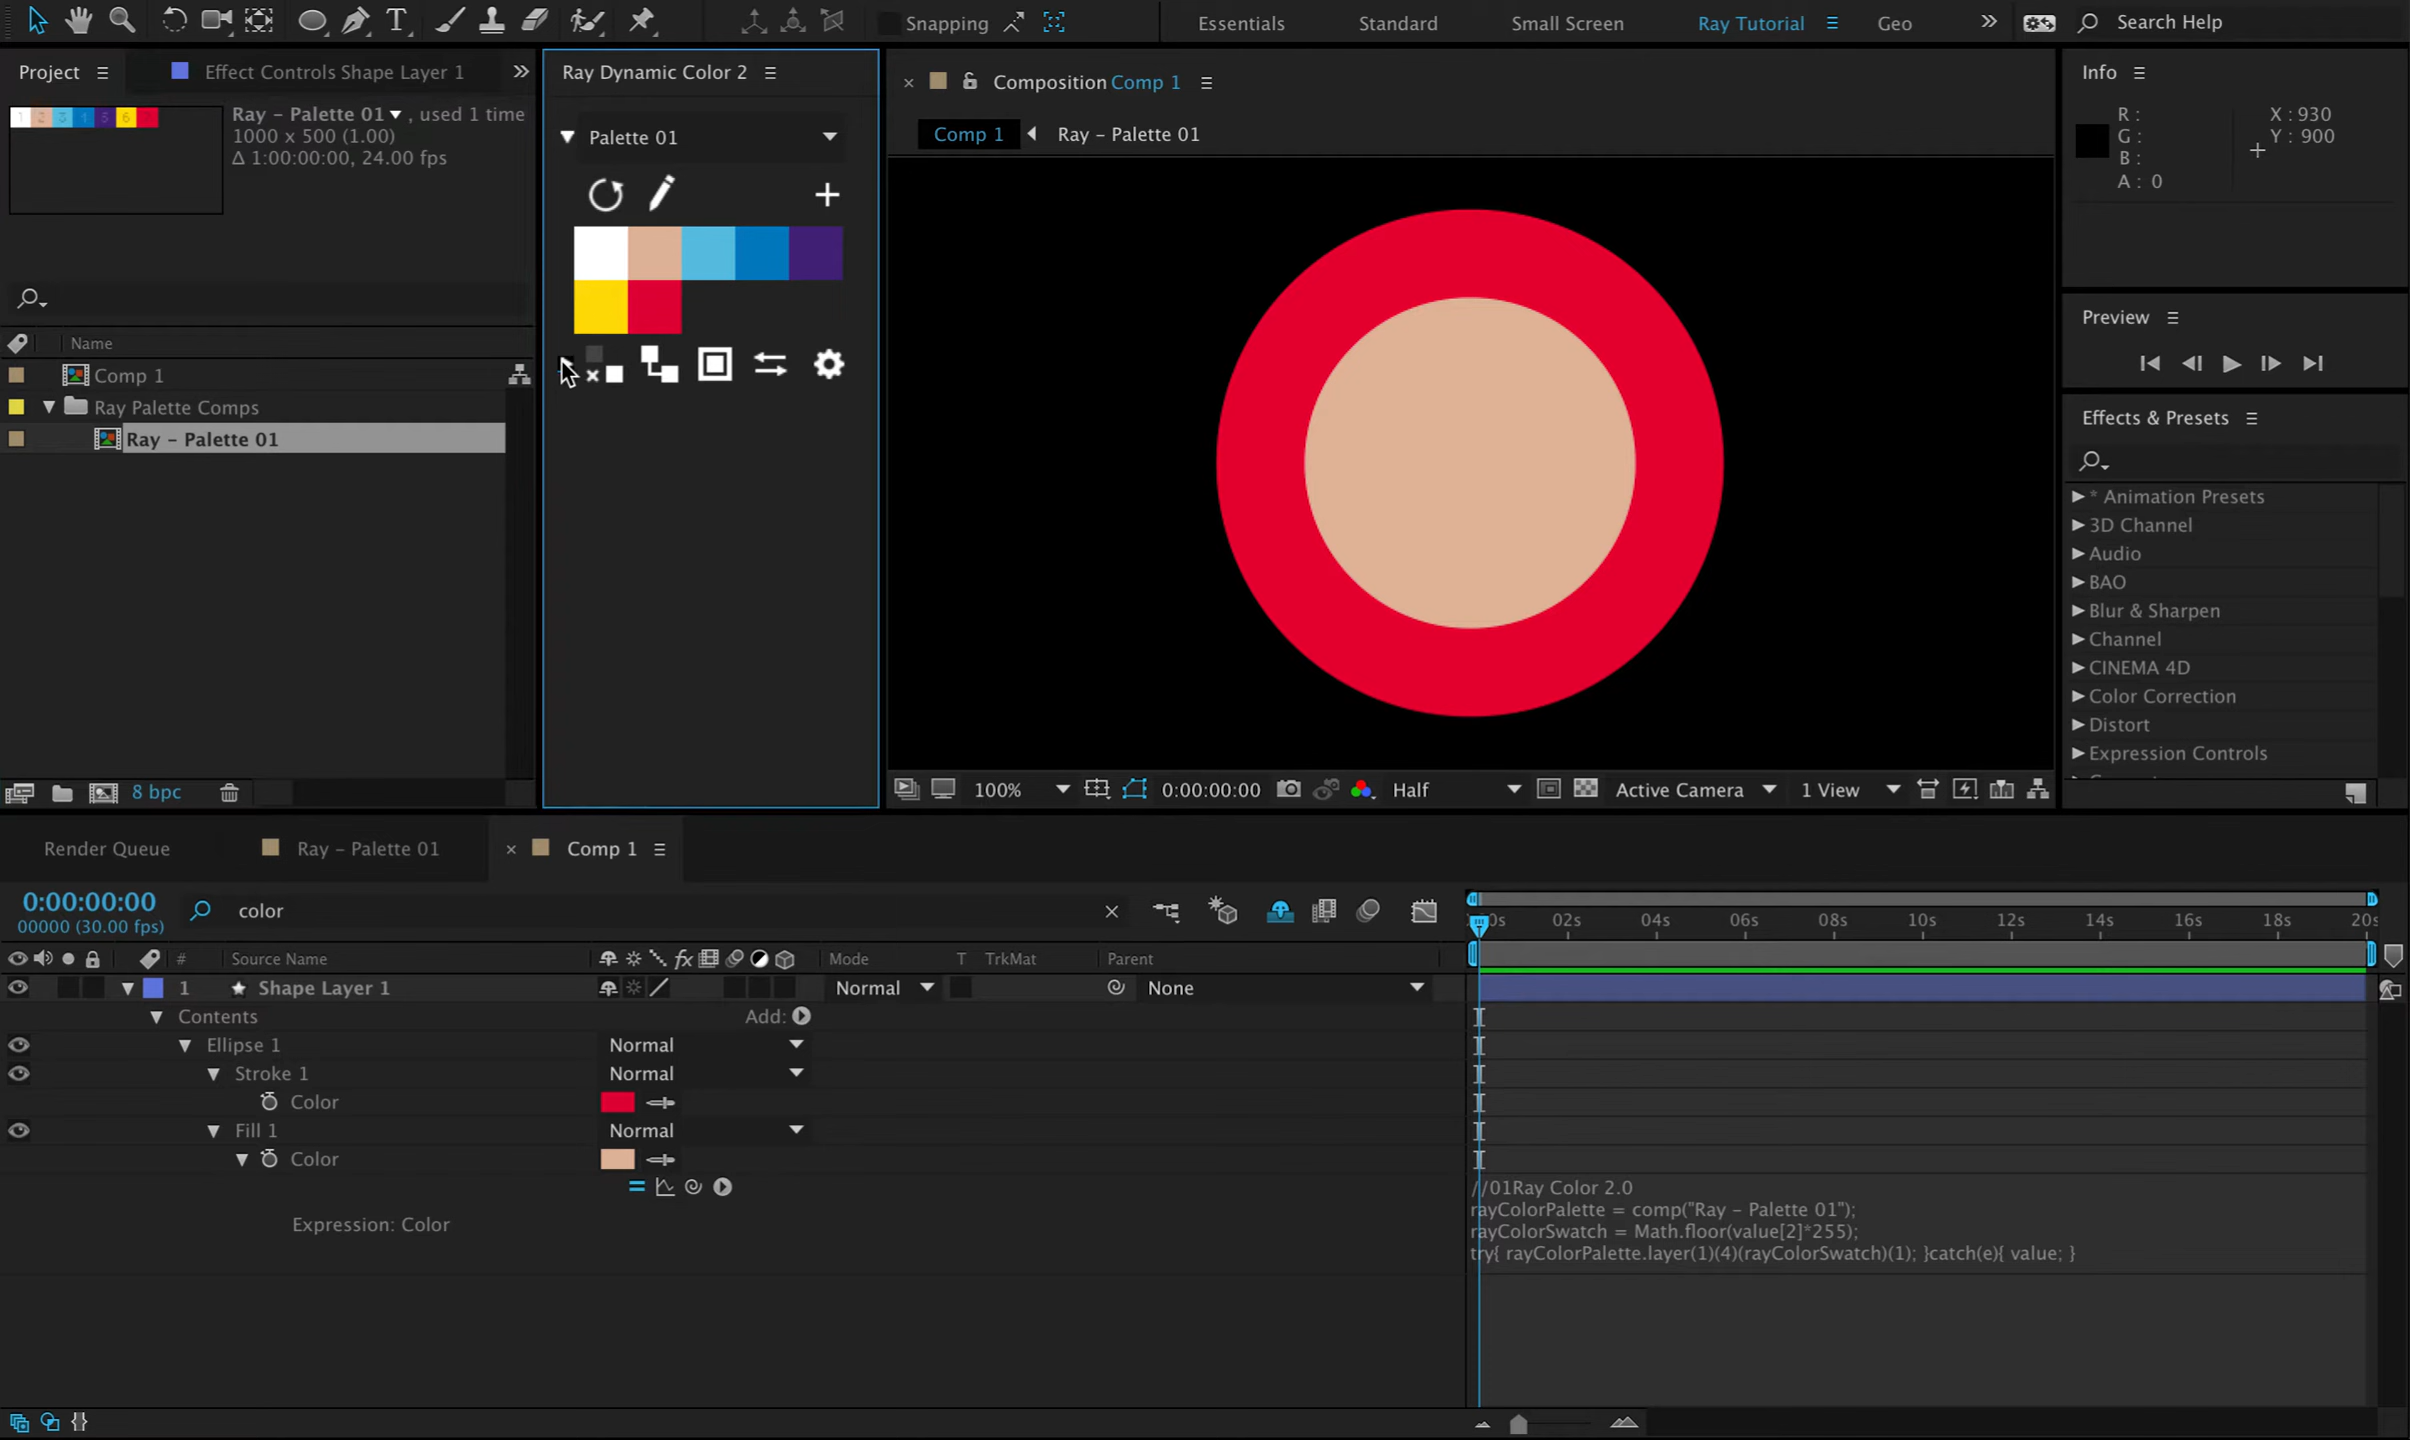 Snapping
Essentials
Standard
Small Screen
Ray Tutorial
Geo
Search Help
Project
Effect Controls Shape Layer 1
Ray – Palette 01 , used 1 time
1000 x 500 (1.00)
Δ 1:00:00:00, 24.00 fps
Name
Comp 1
Ray Palette Comps
Ray – Palette 01
8 bpc
Ray Dynamic Color 2
Palette 01
Composition Comp 1
Comp 1
Ray – Palette 01
100%
0:00:00:00
Half
Active Camera
1 View
Info
R :
G :
B :
A : 0
X : 930
Y : 900
Preview
Effects & Presets
* Animation Presets
3D Channel
Audio
BAO
Blur & Sharpen
Channel
CINEMA 4D
Color Correction
Distort
Expression Controls
Render Queue
Ray – Palette 01
Comp 1
0:00:00:00
00000 (30.00 fps)
color
02s 04s 06s 08s 10s 12s 14s 16s 18s 20s
# Source Name
fx
Mode
T TrkMat
Parent
1 Shape Layer 1
Normal
None
Contents
Add:
Ellipse 1
Normal
Stroke 1
Normal
Color
Fill 1
Normal
Color
Expression: Color
//01Ray Color 2.0
rayColorPalette = comp("Ray – Palette 01");
rayColorSwatch = Math.floor(value[2]*255);
try{ rayColorPalette.layer(1)(4)(rayColorSwatch)(1); }catch(e){ value; }